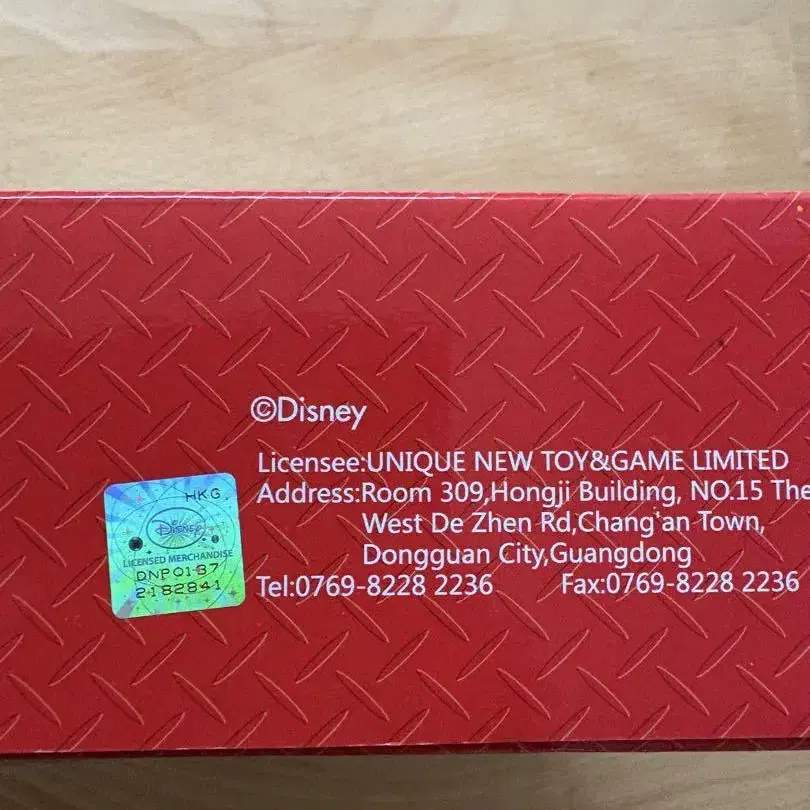 ©Disney
Licensee:UNIQUE NEW TOY&GAME LIMITED
Address:Room 309,Hongji Building, NO.15 The
West De Zhen Rd,Chang'an Town,
Dongguan City,Guangdong
Tel:0769-8228 2236 Fax:0769-8228 2236
HKG
Disney
LICENSED MERCHANDISE
DNP0137
2182841